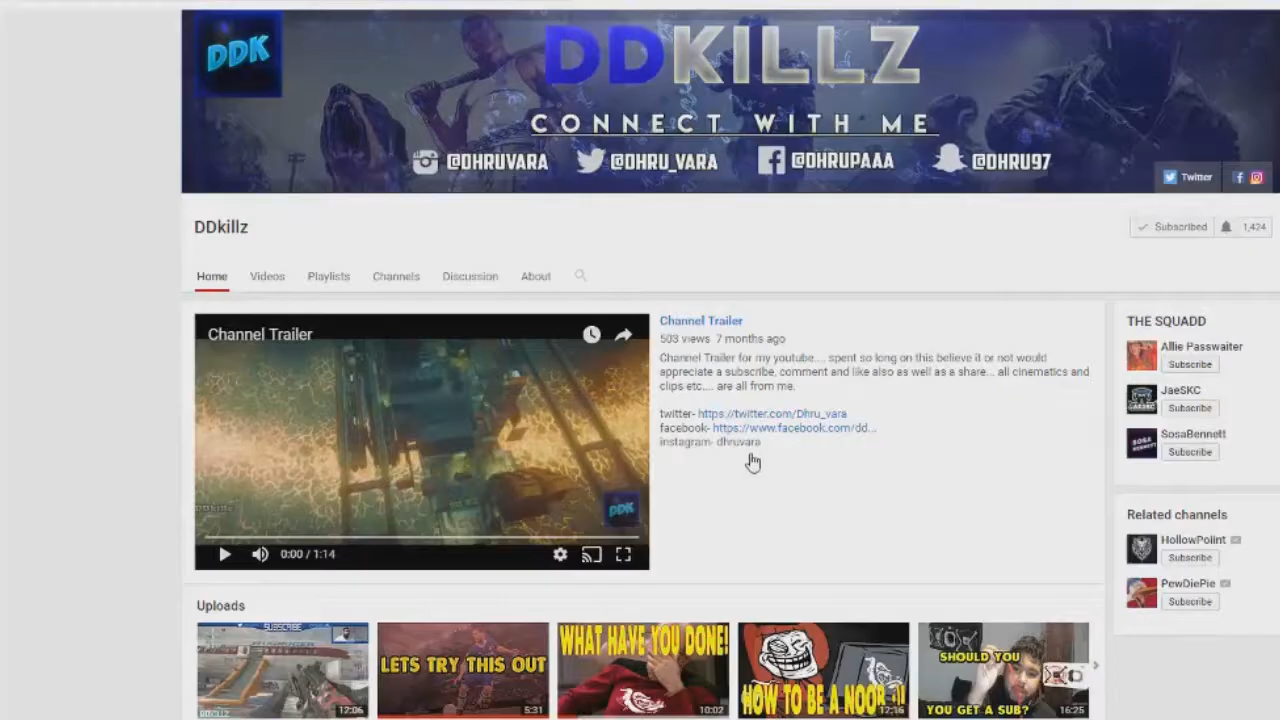 DDK
DDKILLZ
CONNECT WITH ME
@DHRUVARA @DHRU_VARA @DHRUPAAA @DHRU97
Twitter
DDkillz
Subscribed 1,424
Home Videos Playlists Channels Discussion About
Channel Trailer
DDK
0:00 / 1:14
Channel Trailer
503 views 7 months ago
Channel Trailer for my youtube.... spent so long on this believe it or not would
appreciate a subscribe, comment and like also as well as a share... all cinematics and
clips etc.... are all from me.
twitter- https://twitter.com/Dhru_vara
facebook- https://www.facebook.com/dd...
instagram- dhruvara
THE SQUADD
Allie Passwaiter
Subscribe
JaeSKC
Subscribe
SosaBennett
Subscribe
Related channels
HollowPoiint
Subscribe
PewDiePie
Subscribe
Uploads
SUBSCRIBE
DDKILLZ
12:06
LETS TRY THIS OUT
5:31
WHAT HAVE YOU DONE!
10:02
HOW TO BE A NOOB
12:16
SHOULD YOU
YOU GET A SUB?
16:25